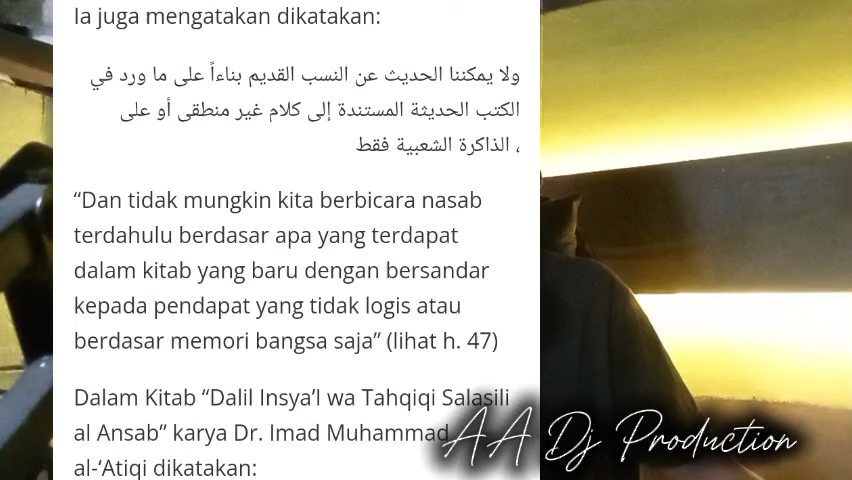 Ia juga mengatakan dikatakan:
ولا يمكننا الحديث عن النسب القديم بناءاً على ما ورد في
الكتب الحديثة المستندة إلى كلام غير منطقى أو على
، الذاكرة الشعبية فقط
“Dan tidak mungkin kita berbicara nasab
terdahulu berdasar apa yang terdapat
dalam kitab yang baru dengan bersandar
kepada pendapat yang tidak logis atau
berdasar memori bangsa saja” (lihat h. 47)
Dalam Kitab “Dalil Insya’I wa Tahqiqi Salasili
al Ansab” karya Dr. Imad Muhammad
al-‘Atiqi dikatakan:
AA Dj Production